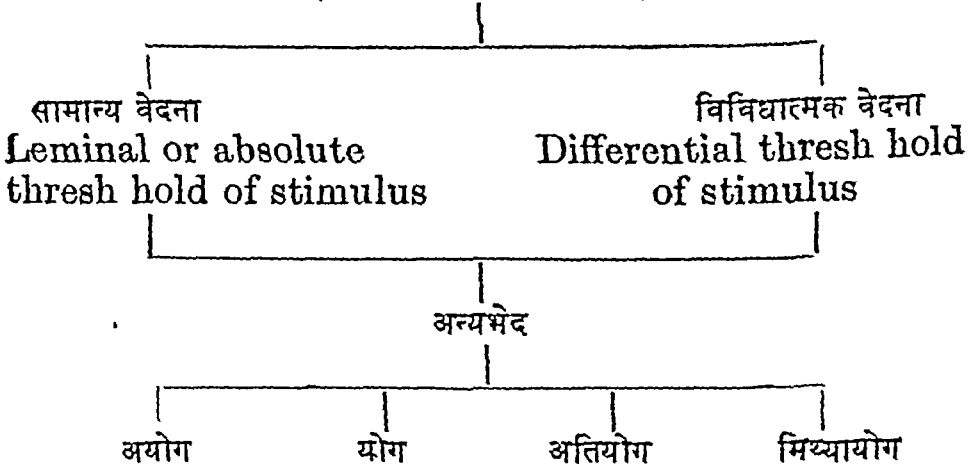 सामान्य वेदना
Leminal or absolute
thresh hold of stimulus
विविधात्मक वेदना
Differential thresh hold
of stimulus
अन्यभेद
अयोग योग अतियोग मिथ्यायोग